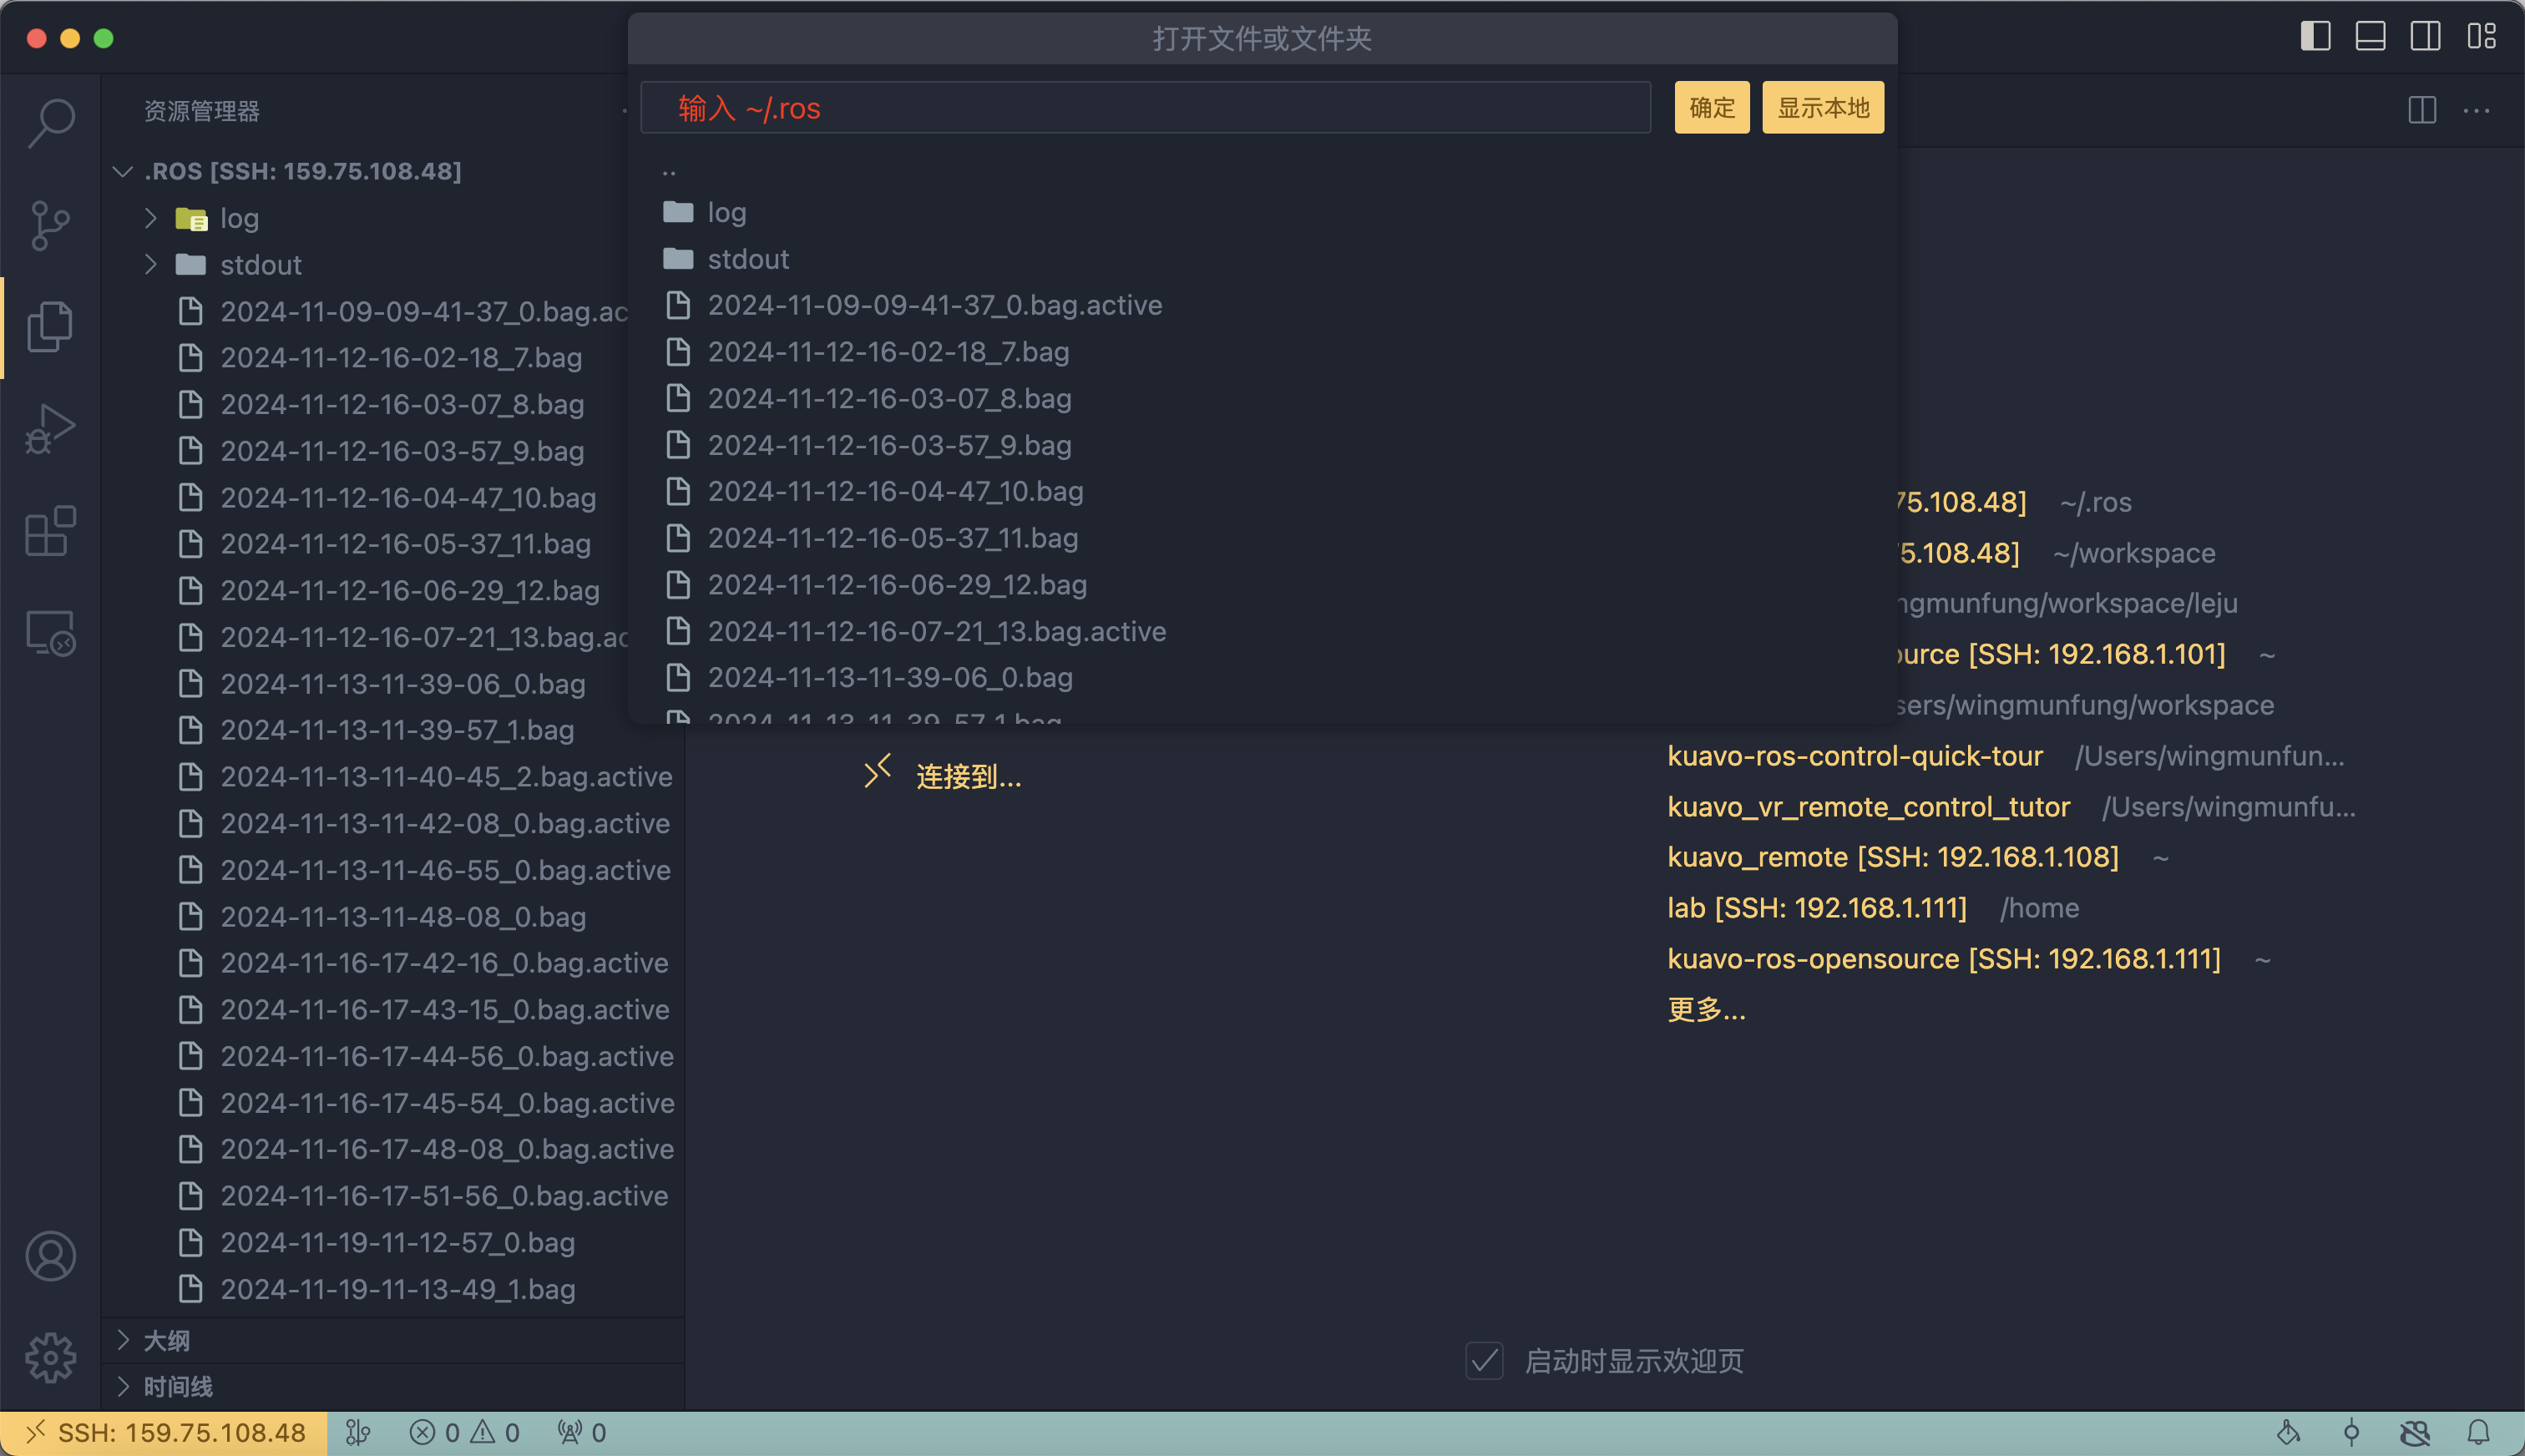 打开文件或文件夹
输入 ~/.ros
确定
显示本地
资源管理器
.ROS [SSH: 159.75.108.48]
log
stdout
2024-11-09-09-41-37_0.bag.ac
2024-11-12-16-02-18_7.bag
2024-11-12-16-03-07_8.bag
2024-11-12-16-03-57_9.bag
2024-11-12-16-04-47_10.bag
2024-11-12-16-05-37_11.bag
2024-11-12-16-06-29_12.bag
2024-11-12-16-07-21_13.bag.ac
2024-11-13-11-39-06_0.bag
2024-11-13-11-39-57_1.bag
2024-11-13-11-40-45_2.bag.active
2024-11-13-11-42-08_0.bag.active
2024-11-13-11-46-55_0.bag.active
2024-11-13-11-48-08_0.bag
2024-11-16-17-42-16_0.bag.active
2024-11-16-17-43-15_0.bag.active
2024-11-16-17-44-56_0.bag.active
2024-11-16-17-45-54_0.bag.active
2024-11-16-17-48-08_0.bag.active
2024-11-16-17-51-56_0.bag.active
2024-11-19-11-12-57_0.bag
2024-11-19-11-13-49_1.bag
大纲
时间线
..
log
stdout
2024-11-09-09-41-37_0.bag.active
2024-11-12-16-02-18_7.bag
2024-11-12-16-03-07_8.bag
2024-11-12-16-03-57_9.bag
2024-11-12-16-04-47_10.bag
2024-11-12-16-05-37_11.bag
2024-11-12-16-06-29_12.bag
2024-11-12-16-07-21_13.bag.active
2024-11-13-11-39-06_0.bag
2024-11-13-11-39-57_1.bag
连接到...
75.108.48] ~/.ros
5.108.48] ~/workspace
ngmunfung/workspace/leju
ource [SSH: 192.168.1.101] ~
sers/wingmunfung/workspace
kuavo-ros-control-quick-tour /Users/wingmunfun...
kuavo_vr_remote_control_tutor /Users/wingmunfu...
kuavo_remote [SSH: 192.168.1.108] ~
lab [SSH: 192.168.1.111] /home
kuavo-ros-opensource [SSH: 192.168.1.111] ~
更多...
启动时显示欢迎页
SSH: 159.75.108.48
0
0
0